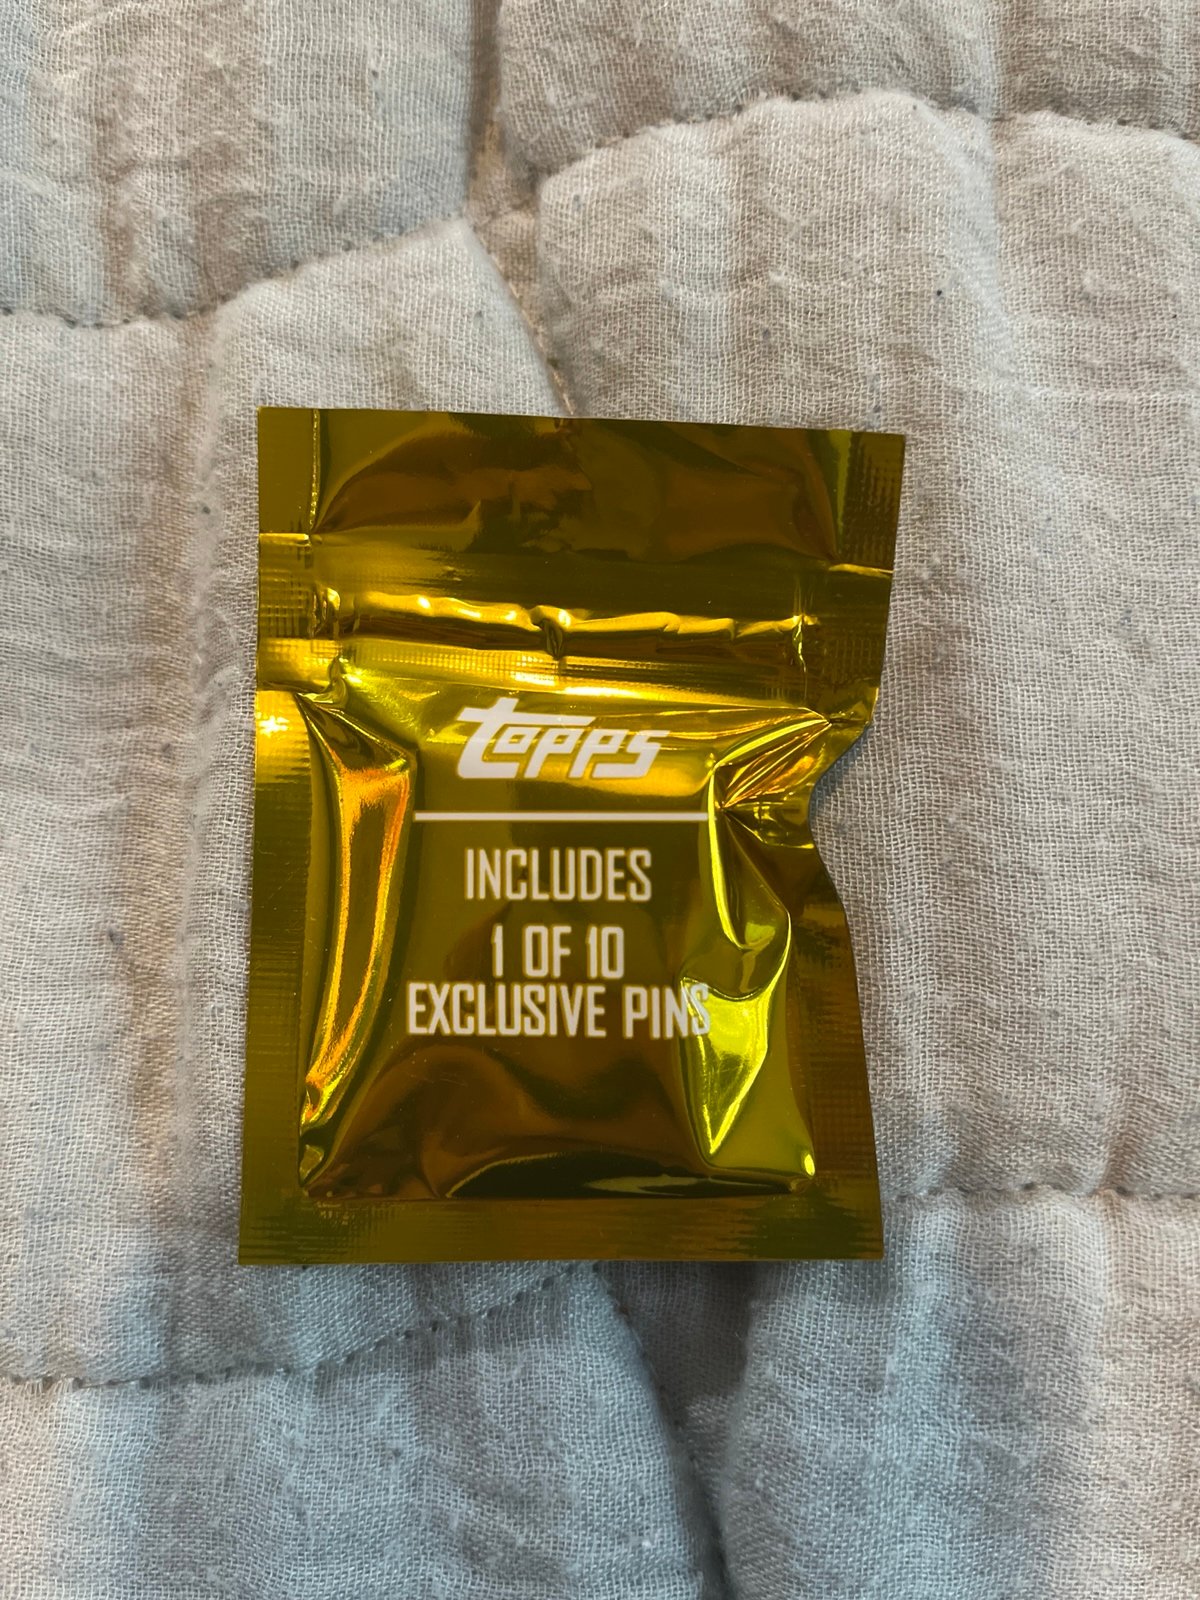 topps
INCLUDES
1 OF 10
EXCLUSIVE PINS